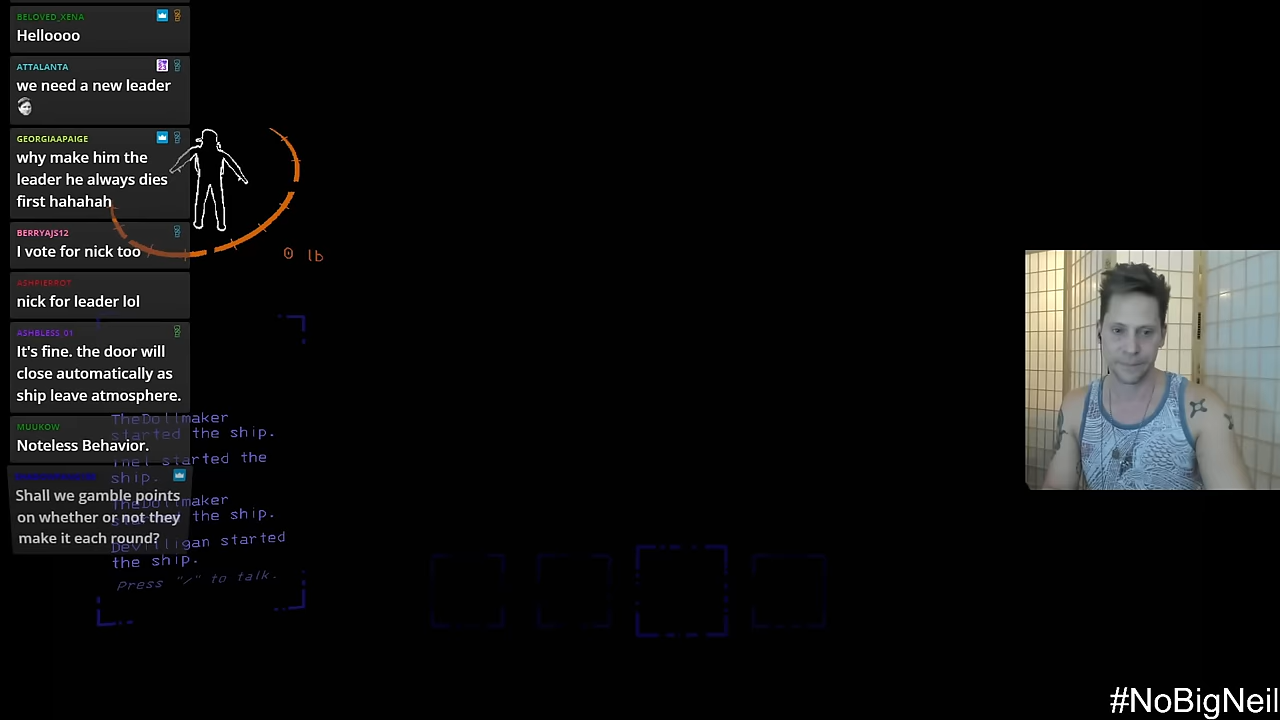 BELOVED_XENA
Helloooo
ATTALANTA
we need a new leader
GEORGIAAPAIGE
why make him the
leader he always dies
first hahahah
BERRYAJS12
I vote for nick too
ASHPIERROT
nick for leader lol
ASHBLESS_01
It's fine. the door will
close automatically as
ship leave atmosphere.
MUUKOW
Noteless Behavior.
Shall we gamble points
on whether or not they
make it each round?
0 lb
TheDollmaker
started the ship.
started the
ship.
TheDollmaker
the ship.
Devilligan started
the ship.
Press "/" to talk.
#NoBigNeil